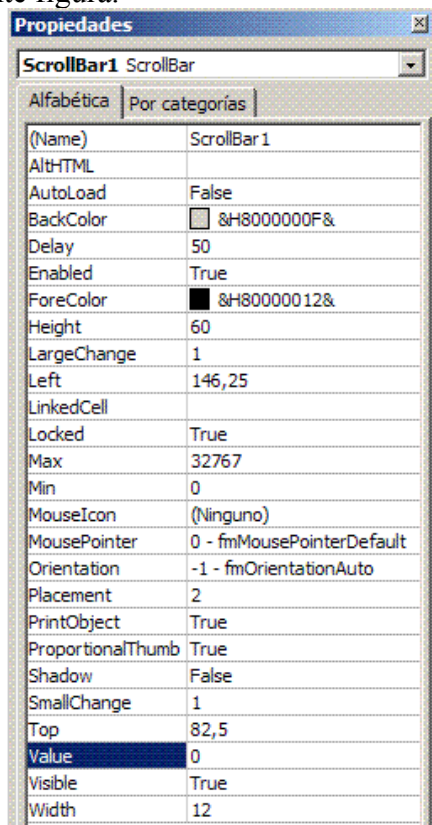 te figura.
Propiedades
ScrollBar1 ScrollBar
Alfabética Por categorías
(Name) ScrollBar1
AltHTML
AutoLoad False
BackColor &H8000000F&
Delay 50
Enabled True
ForeColor &H80000012&
Height 60
LargeChange 1
Left 146,25
LinkedCell
Locked True
Max 32767
Min 0
MouseIcon (Ninguno)
MousePointer 0 - fmMousePointerDefault
Orientation -1 - fmOrientationAuto
Placement 2
PrintObject True
ProportionalThumb True
Shadow False
SmallChange 1
Top 82,5
Value 0
Visible True
Width 12